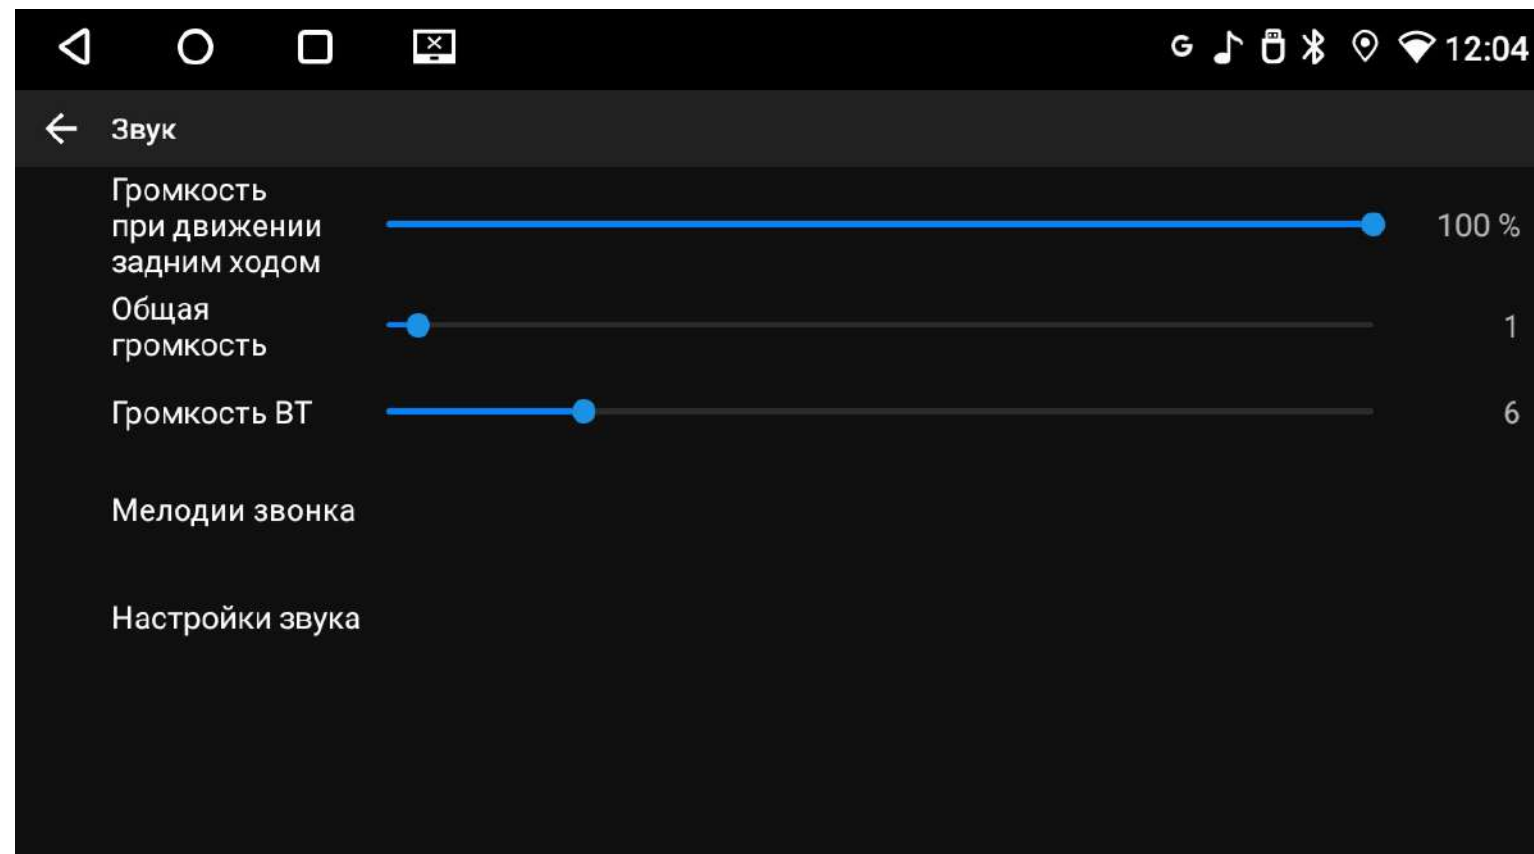 G 12:04
Звук
Громкость
при движении
задним ходом
100 %
Общая
громкость
1
Громкость BT
6
Мелодии звонка
Настройки звука